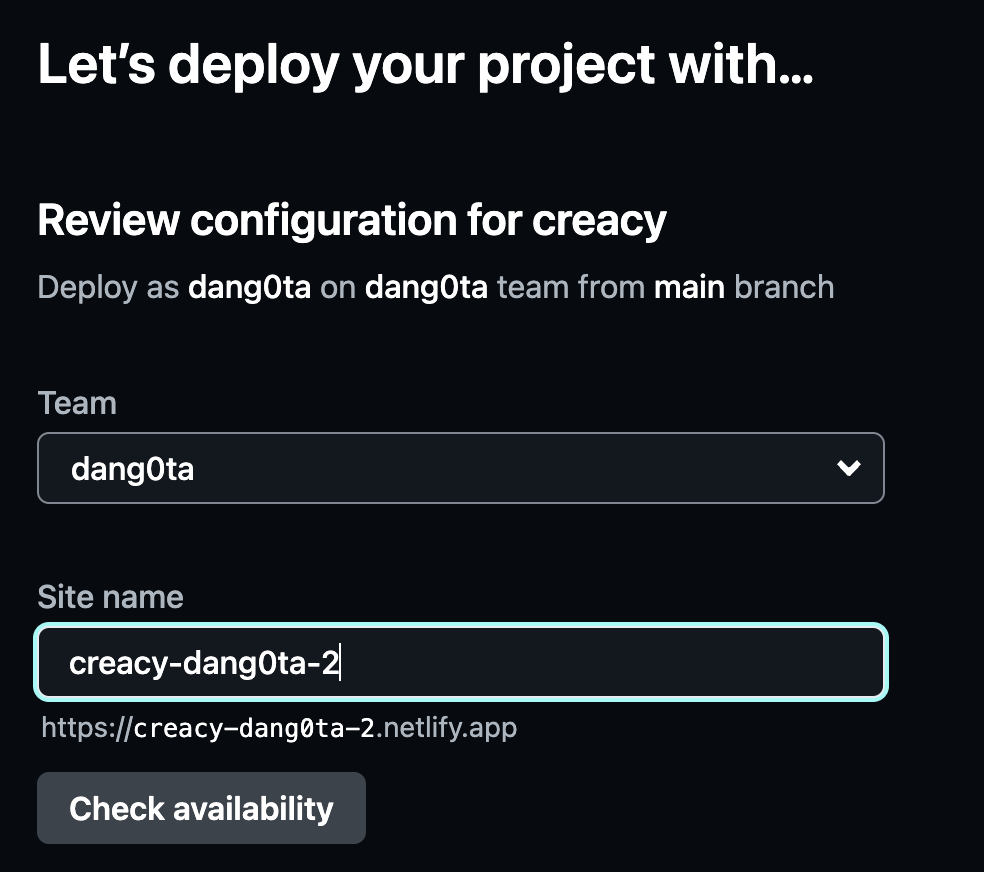 Let’s deploy your project with…
Review configuration for creacy
Deploy as dang0ta on dang0ta team from main branch
Team
dang0ta
Site name
creacy-dang0ta-2
https://creacy-dang0ta-2.netlify.app
Check availability